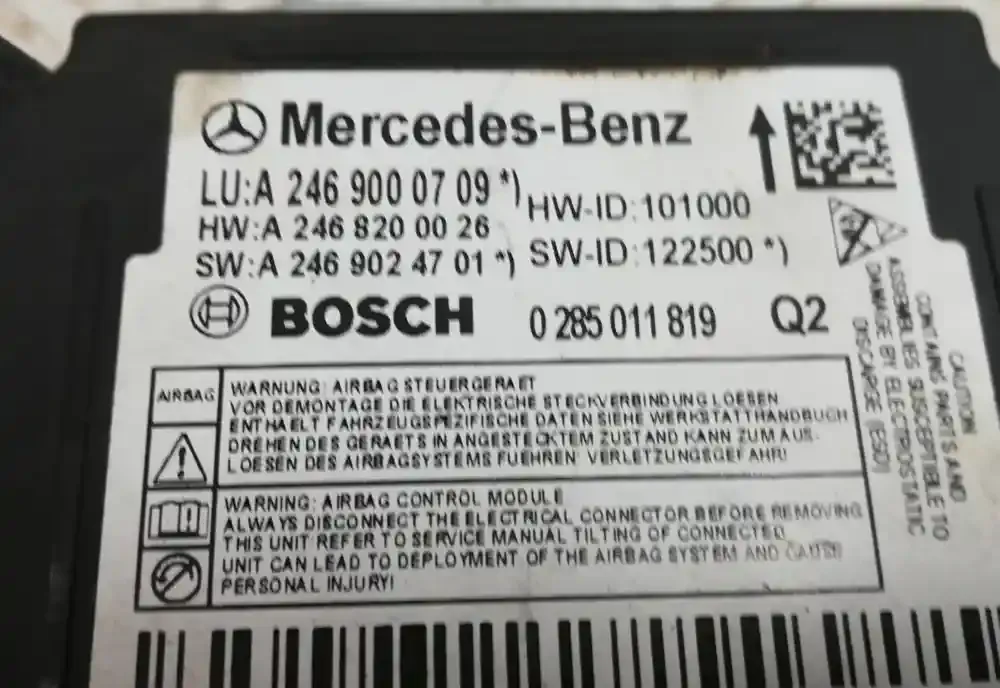 Mercedes-Benz
LU:A 246 900 07 09 *)
HW-ID:101000
HW:A 246 820 00 26
SW:A 246 902 47 01 *)
SW-ID:122500 *)
BOSCH
0 285 011 819
Q2
AIRBAG
WARNUNG: AIRBAG STEUERGERAET
VOR DEMONTAGE DIE ELEKTRISCHE STECKVERBINDUNG LOESEN
ENTHAELT FAHRZEUGSPEZIFISCHE DATEN SIEHE WERKSTATTHANDBUCH
DREHEN DES GERAETS IN ANGESTECKTEM ZUSTAND KANN ZUM AUS-
LOESEN DES AIRBAGSYSTEMS FUEHREN VERLETZUNGSGEFAHR!
WARNING: AIRBAG CONTROL MODULE
ALWAYS DISCONNECT THE ELECTRICAL CONNECTOR BEFORE REMOVING
THIS UNIT REFER TO SERVICE MANUAL TILTING OF CONNECTED
UNIT CAN LEAD TO DEPLOYMENT OF THE AIRBAG SYSTEM AND CAUSE
PERSONAL INJURY!
CAUTION
CONTAINS PARTS AND
ASSEMBLIES SUSCEPTIBLE TO
DAMAGE BY ELECTROSTATIC
DISCARGE (ESD)